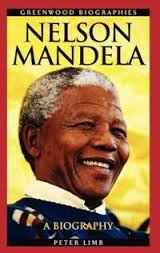 GREENWOOD BIOGRAPHIES
NELSON
MANDELA
A BIOGRAPHY
PETER LIMB